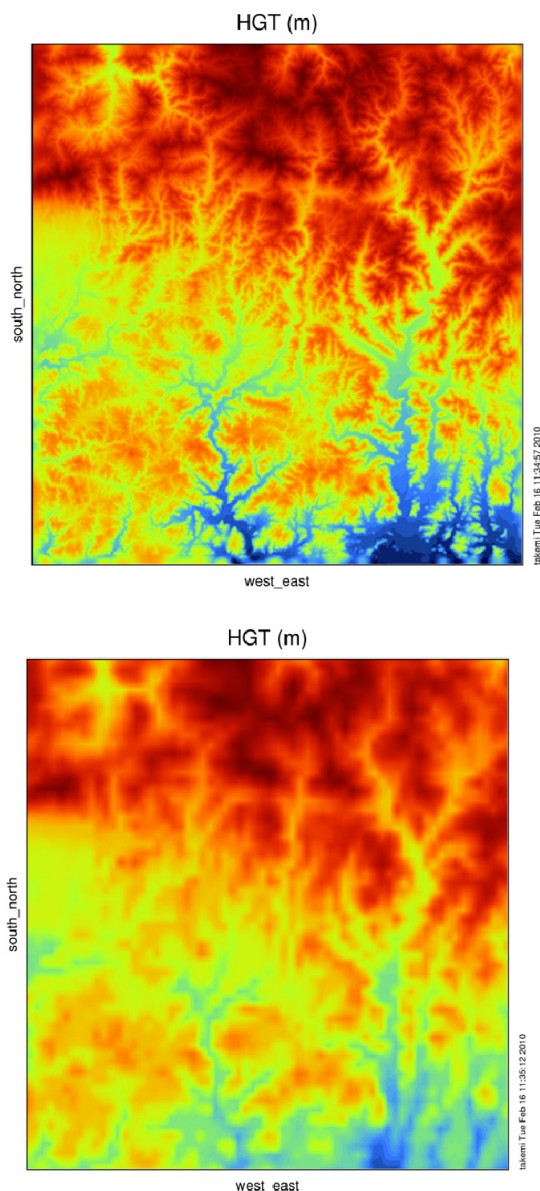 HGT (m)
south_north
west_east
takemi Tue Feb 16 11:34:57 2010
HGT (m)
south_north
west_east
takemi Tue Feb 16 11:35:12 2010